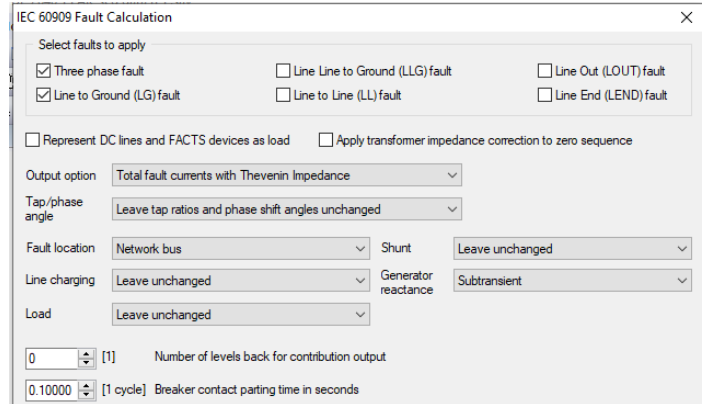 IEC 60909 Fault Calculation
Select faults to apply
Three phase fault
Line Line to Ground (LLG) fault
Line Out (LOUT) fault
Line to Ground (LG) fault
Line to Line (LL) fault
Line End (LEND) fault
Represent DC lines and FACTS devices as load
Apply transformer impedance correction to zero sequence
Output option
Total fault currents with Thevenin Impedance
Tap/phase
angle
Leave tap ratios and phase shift angles unchanged
Fault location
Network bus
Shunt
Leave unchanged
Line charging
Leave unchanged
Generator
reactance
Subtransient
Load
Leave unchanged
0
[1]
Number of levels back for contribution output
0.10000
[1 cycle]
Breaker contact parting time in seconds